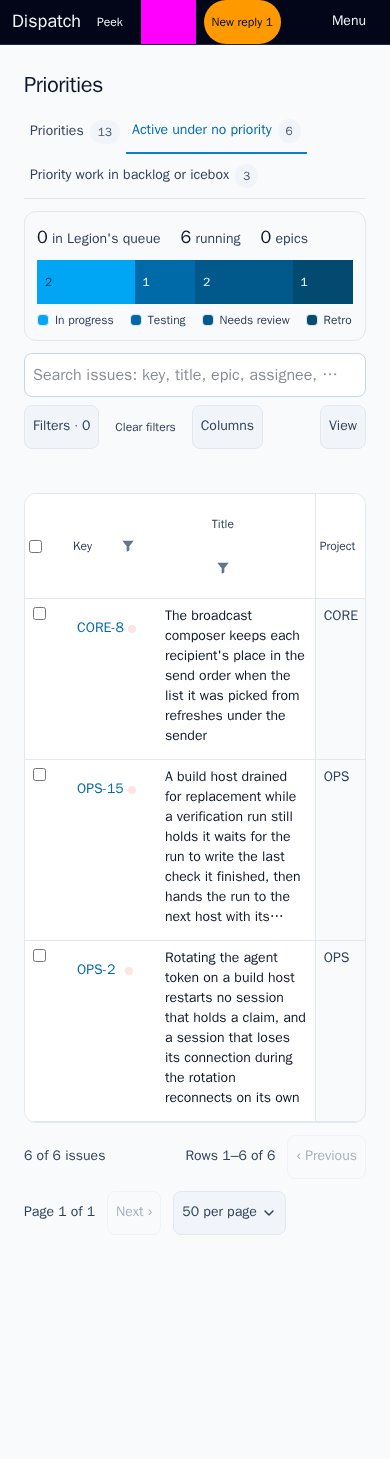 Dispatch Peek New reply 1 Menu
Priorities
Priorities 13 Active under no priority 6
Priority work in backlog or icebox 3
0 in Legion's queue 6 running 0 epics
2 1 2 1
In progress Testing Needs review Retro
Search issues: key, title, epic, assignee, ⋯
Filters · 0 Clear filters Columns View
Title
Key Project
CORE-8 The broadcast CORE
composer keeps each
recipient's place in the
send order when the
list it was picked from
refreshes under the
sender
OPS-15 A build host drained OPS
for replacement while
a verification run still
holds it waits for the
run to write the last
check it finished, then
hands the run to the
next host with its⋯
OPS-2 Rotating the agent OPS
token on a build host
restarts no session
that holds a claim, and
a session that loses
its connection during
the rotation
reconnects on its own
6 of 6 issues Rows 1–6 of 6 ‹ Previous
Page 1 of 1 Next › 50 per page